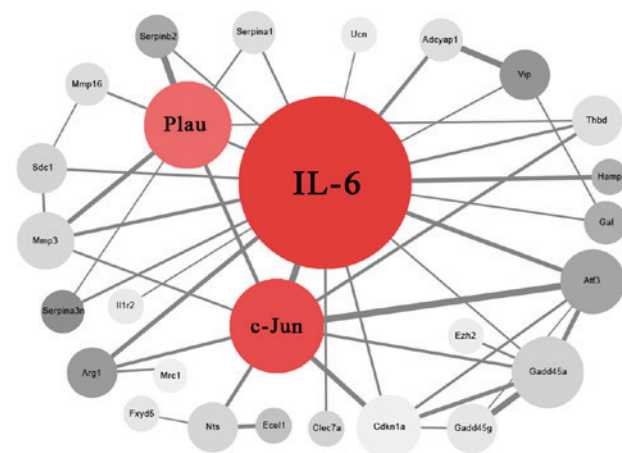 Serpinb2
Serpina1
Ucn
Adcyap1
Vip
Mmp16
Plau
Thbd
Sdc1
IL-6
Hamp
Mmp3
Gal
Serpina3n
Il1r2
Atf3
c-Jun
Ezh2
Gadd45a
Arg1
Mrc1
Fxyd5
Nts
Ecel1
Clec7a
Cdkn1a
Gadd45g